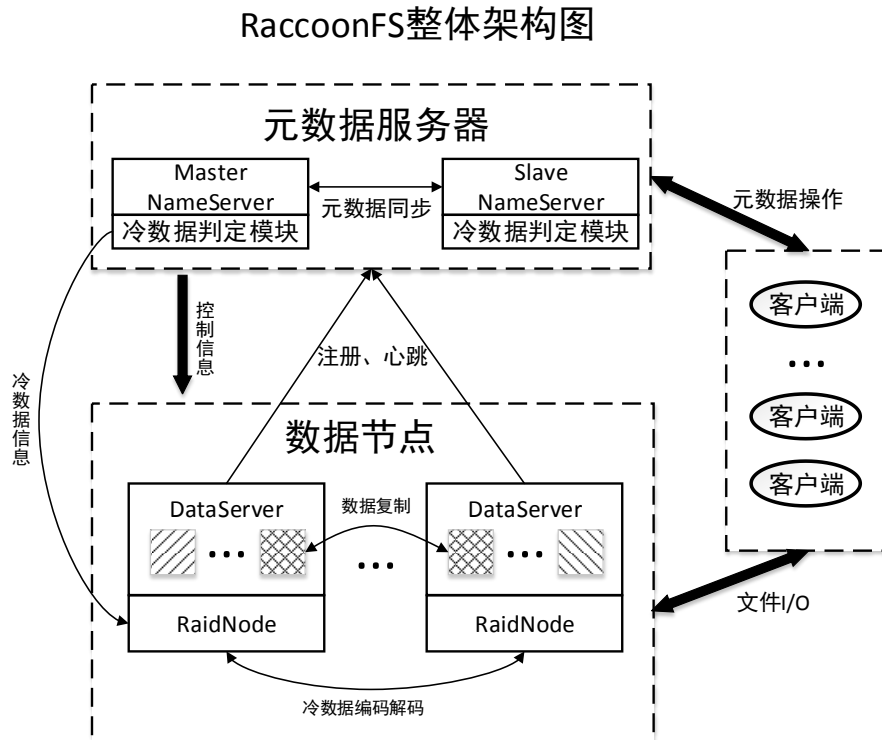 RaccoonFS整体架构图
元数据服务器
Master
NameServer
冷数据判定模块
元数据同步
Slave
NameServer
冷数据判定模块
元数据操作
控制信息
冷数据信息
注册、心跳
客户端
...
客户端
客户端
数据节点
DataServer
...
数据复制
...
DataServer
...
RaidNode
RaidNode
文件I/O
冷数据编码解码